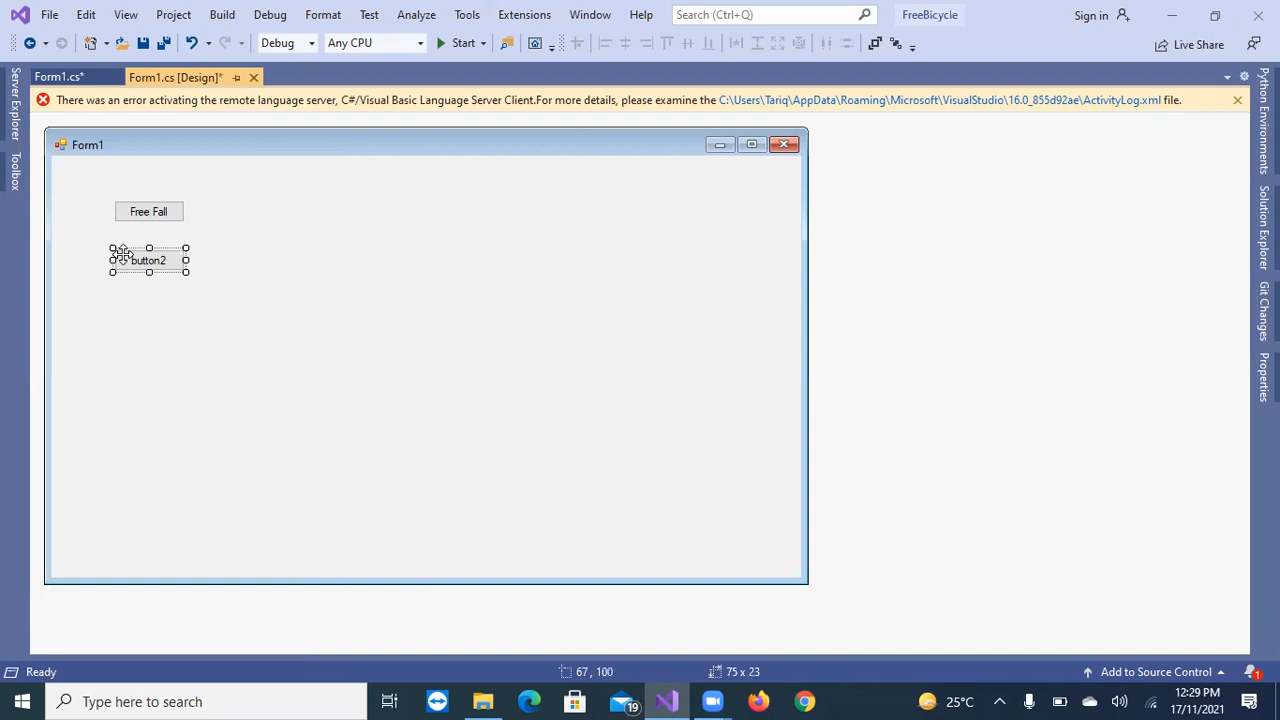 File Edit View Project Build Debug Format Test Analyze Tools Extensions Window Help Search (Ctrl+Q) FreeBicycle Sign in
Debug Any CPU Start Live Share
Form1.cs* Form1.cs [Design]*
There was an error activating the remote language server, C#/Visual Basic Language Server Client.For more details, please examine the C:\Users\Tariq\AppData\Roaming\Microsoft\VisualStudio\16.0_855d92ae\ActivityLog.xml file.
Server Explorer
Toolbox
Form1
Free Fall
button2
Python Environments
Solution Explorer
Git Changes
Properties
Ready 67, 100 75 x 23 Add to Source Control 1
Type here to search 19 25°C 12:29 PM
17/11/2021